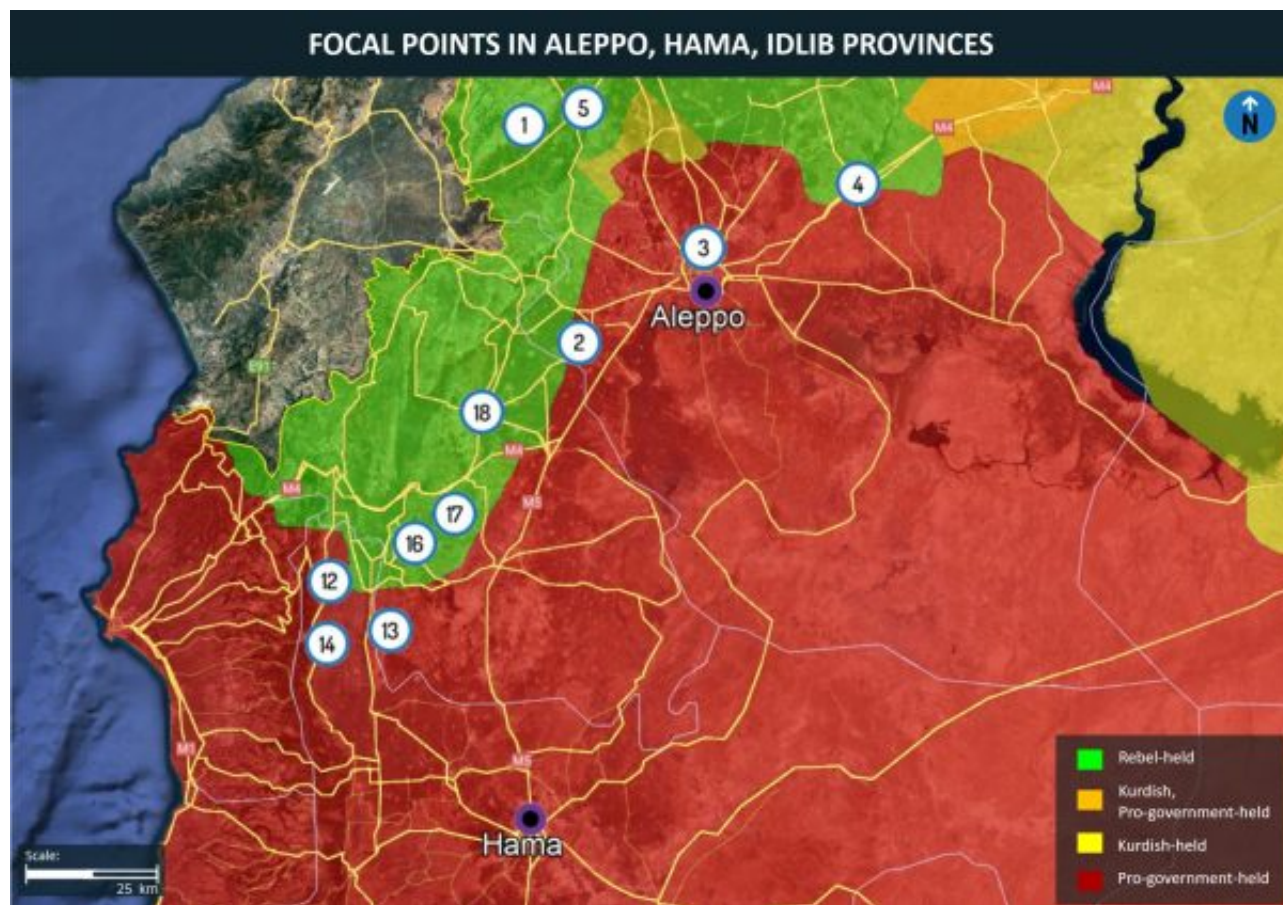 FOCAL POINTS IN ALEPPO, HAMA, IDLIB PROVINCES
M4
N
5
1
M4
4
3
Aleppo
2
18
M4
M4
M5
17
16
12
13
14
M1
M5
Hama
Rebel-held
Kurdish,
Pro-government-held
Kurdish-held
Pro-government-held
Scale:
25 km